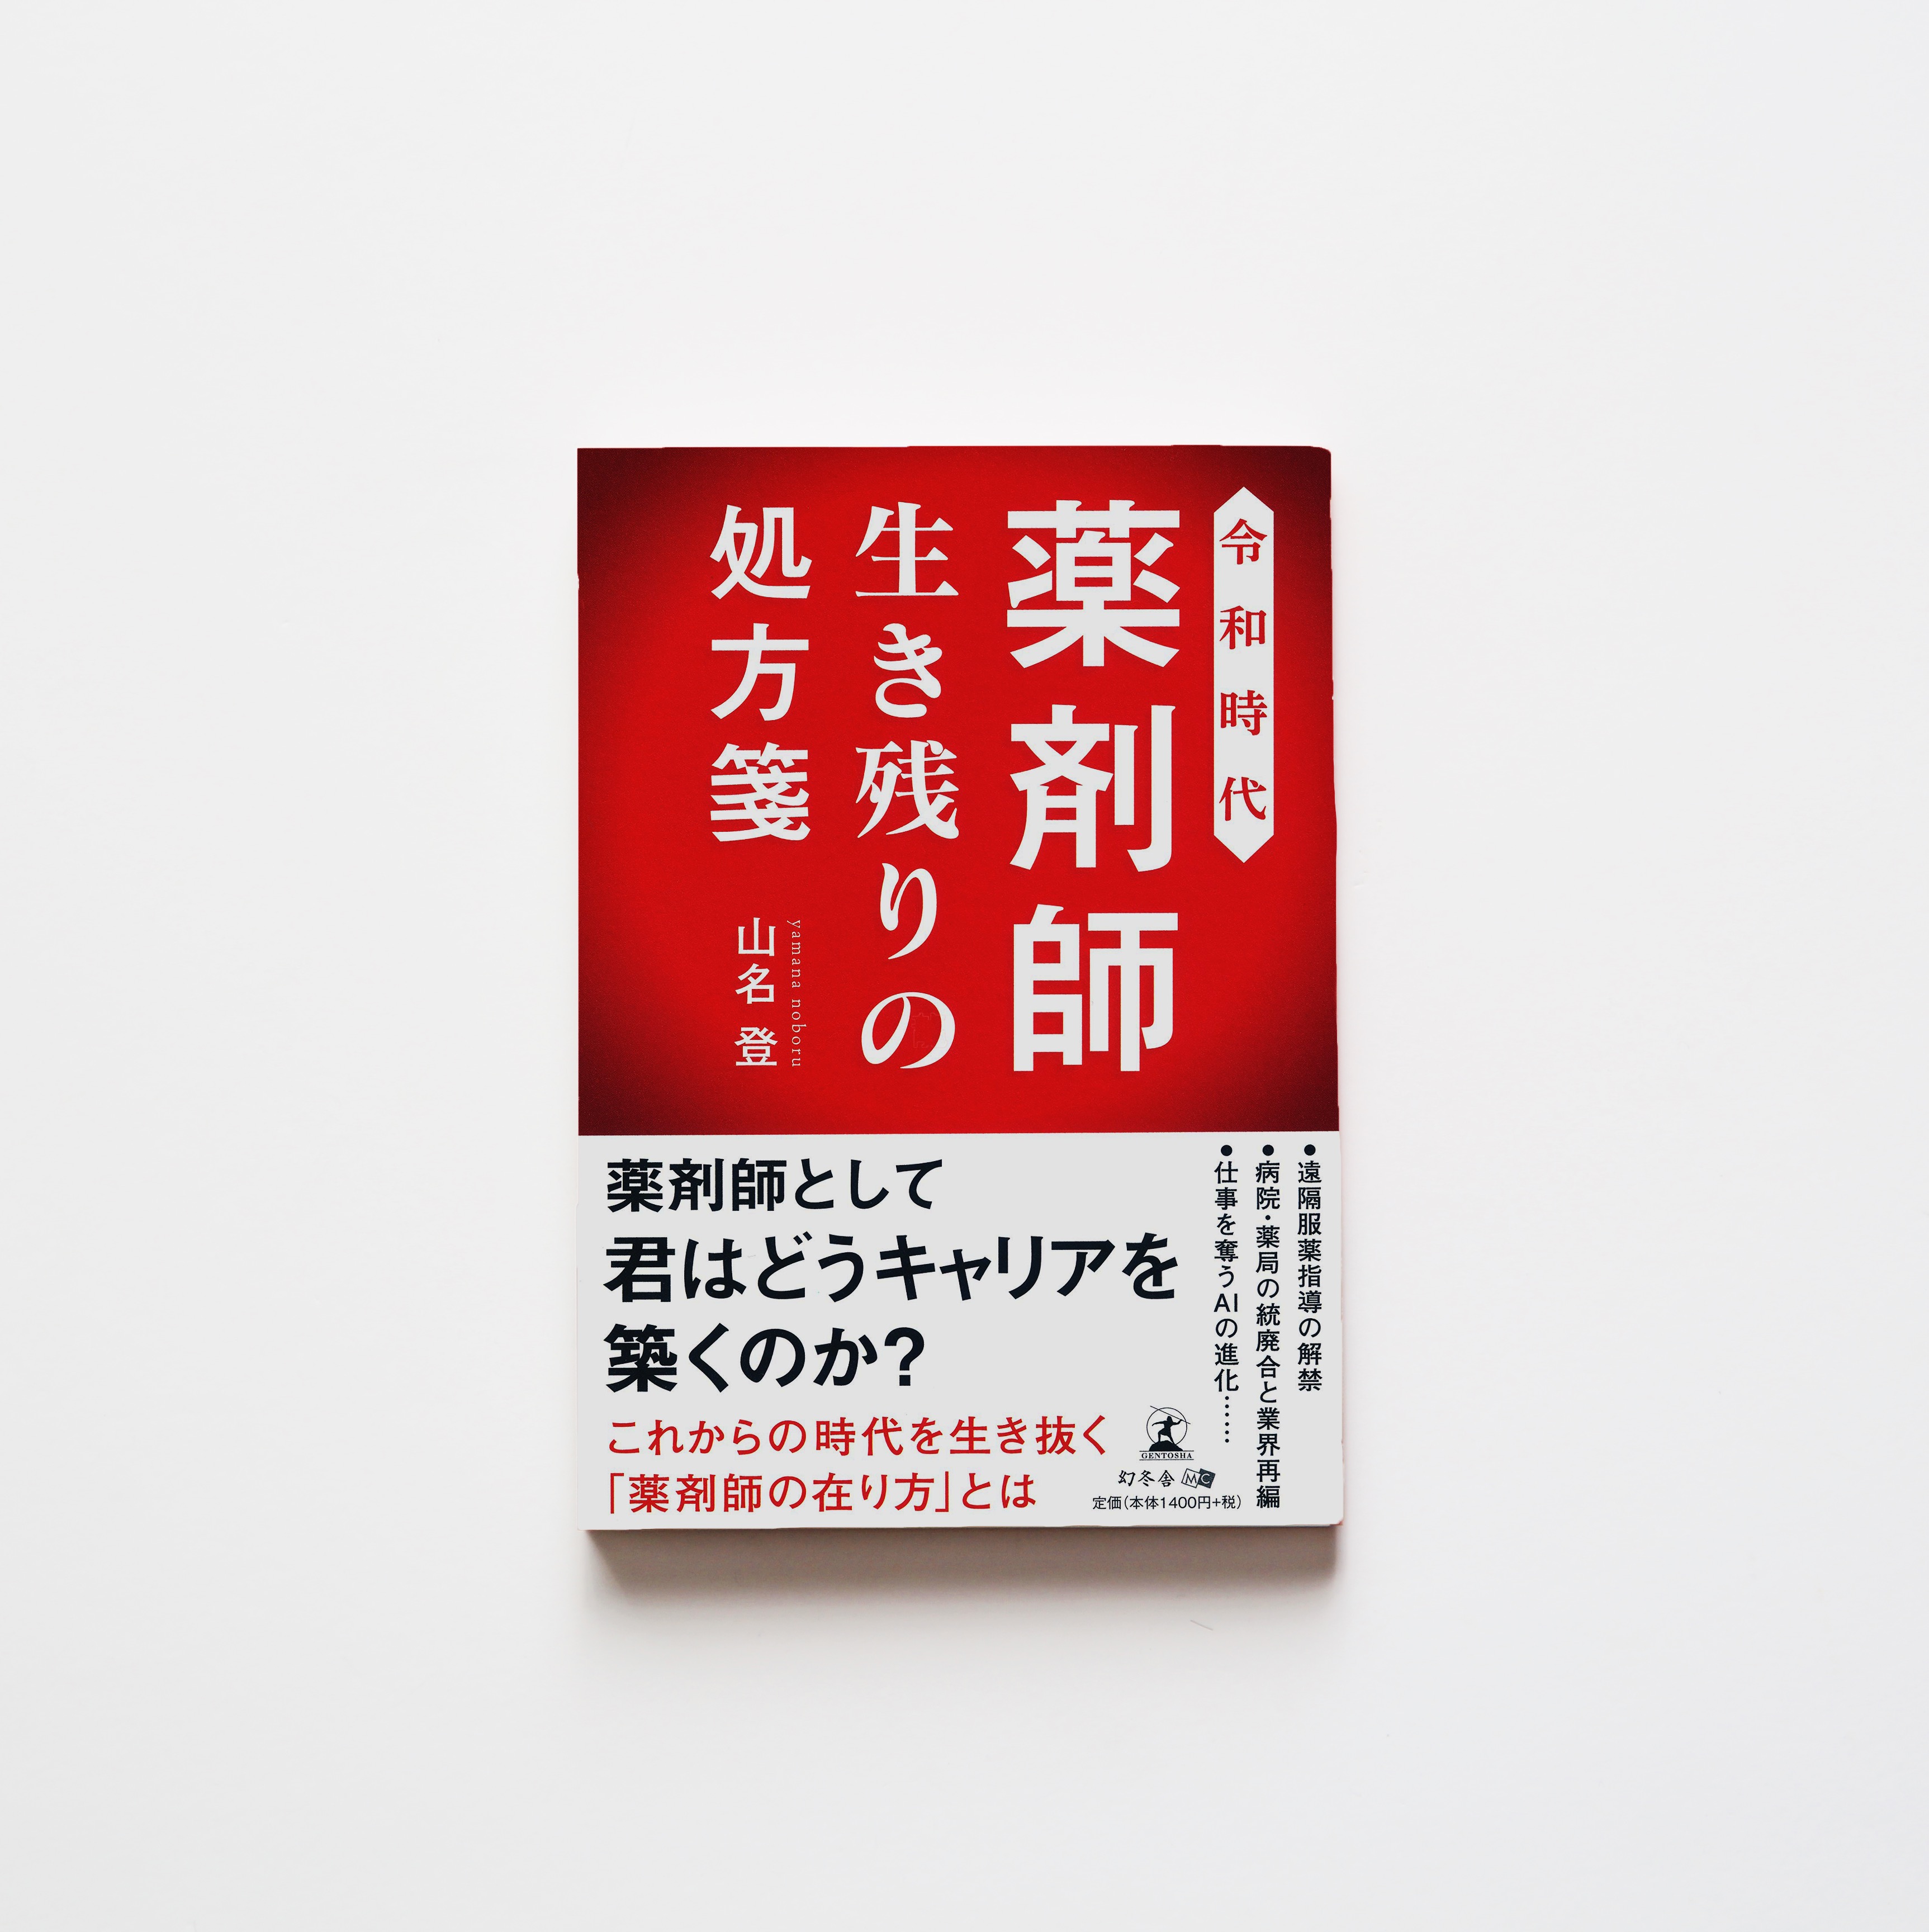 令和時代
薬剤師
生き残りの
処方箋
yamana noboru
山名 登
●遠隔服薬指導の解禁
●病院・薬局の統廃合と業界再編
●仕事を奪うAIの進化……
薬剤師として
君はどうキャリアを
築くのか?
これからの時代を生き抜く
「薬剤師の在り方」とは
GENTOSHA
幻冬舎 MC
定価(本体1400円+税)